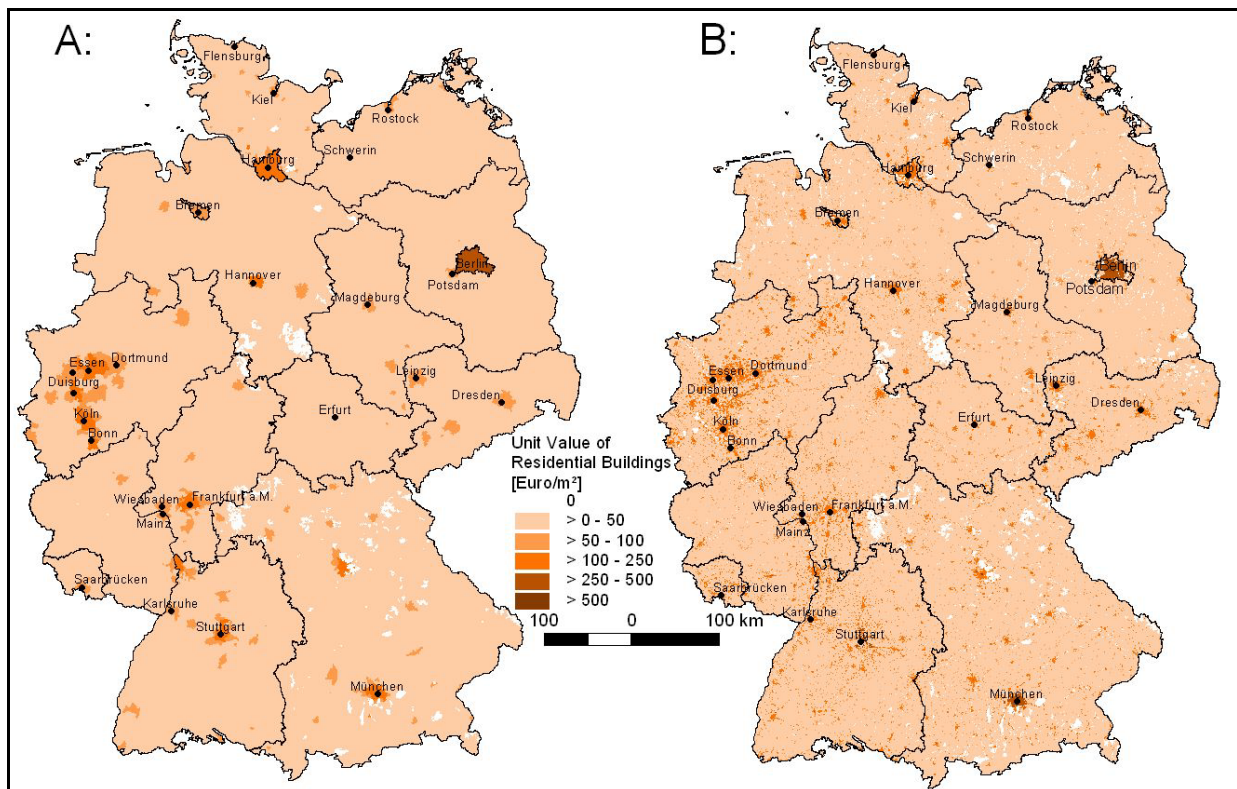 A:
Flensburg
Kiel
Rostock
Hamburg
Schwerin
Bremen
Berlin
Hannover
Potsdam
Magdeburg
Dortmund
Essen
Duisburg
Leipzig
Köln
Dresden
Erfurt
Bonn
Wiesbaden
Frankfurt a.M.
Mainz
Saarbrücken
Karlsruhe
Stuttgart
München
Unit Value of
Residential Buildings
[Euro/m²]
0
> 0 - 50
> 50 - 100
> 100 - 250
> 250 - 500
> 500
100 0 100 km
B:
Flensburg
Kiel
Rostock
Schwerin
Hamburg
Bremen
Berlin
Hannover
Potsdam
Magdeburg
Dortmund
Essen
Duisburg
Leipzig
Dresden
Köln
Erfurt
Bonn
Wiesbaden
Frankfurt a.M.
Mainz
Saarbrücken
Karlsruhe
Stuttgart
München